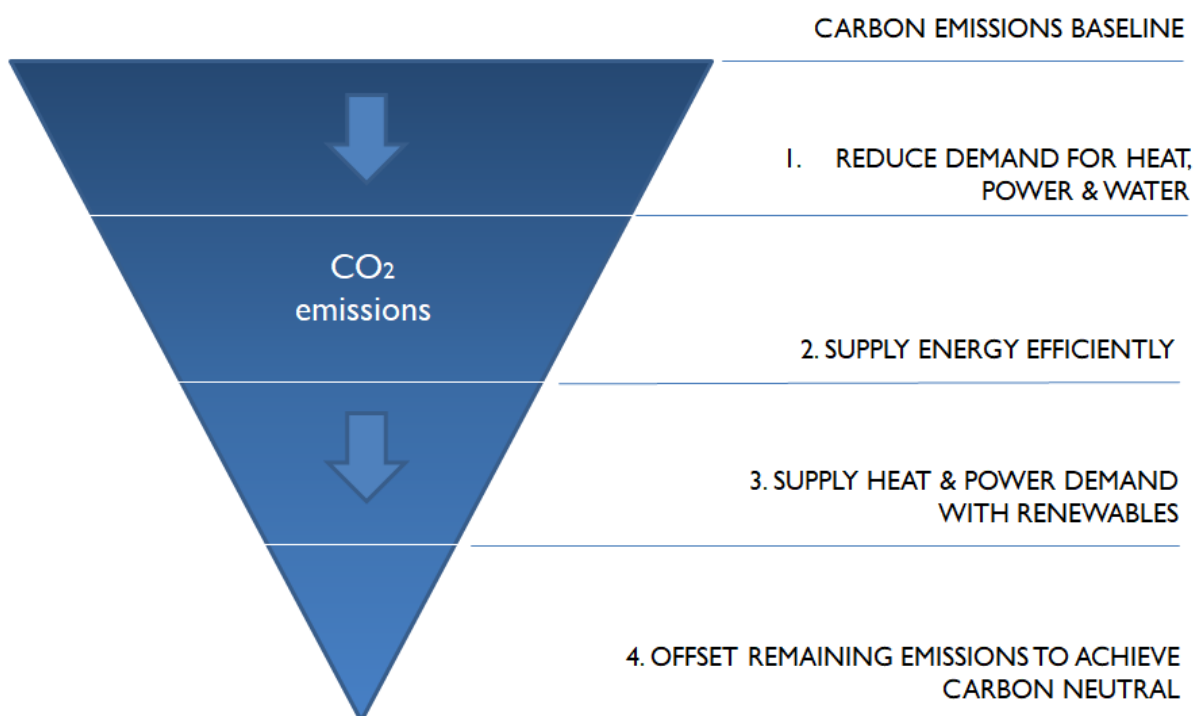 CARBON EMISSIONS BASELINE
1. REDUCE DEMAND FOR HEAT,
POWER & WATER
CO₂
emissions
2. SUPPLY ENERGY EFFICIENTLY
3. SUPPLY HEAT & POWER DEMAND
WITH RENEWABLES
4. OFFSET REMAINING EMISSIONS TO ACHIEVE
CARBON NEUTRAL